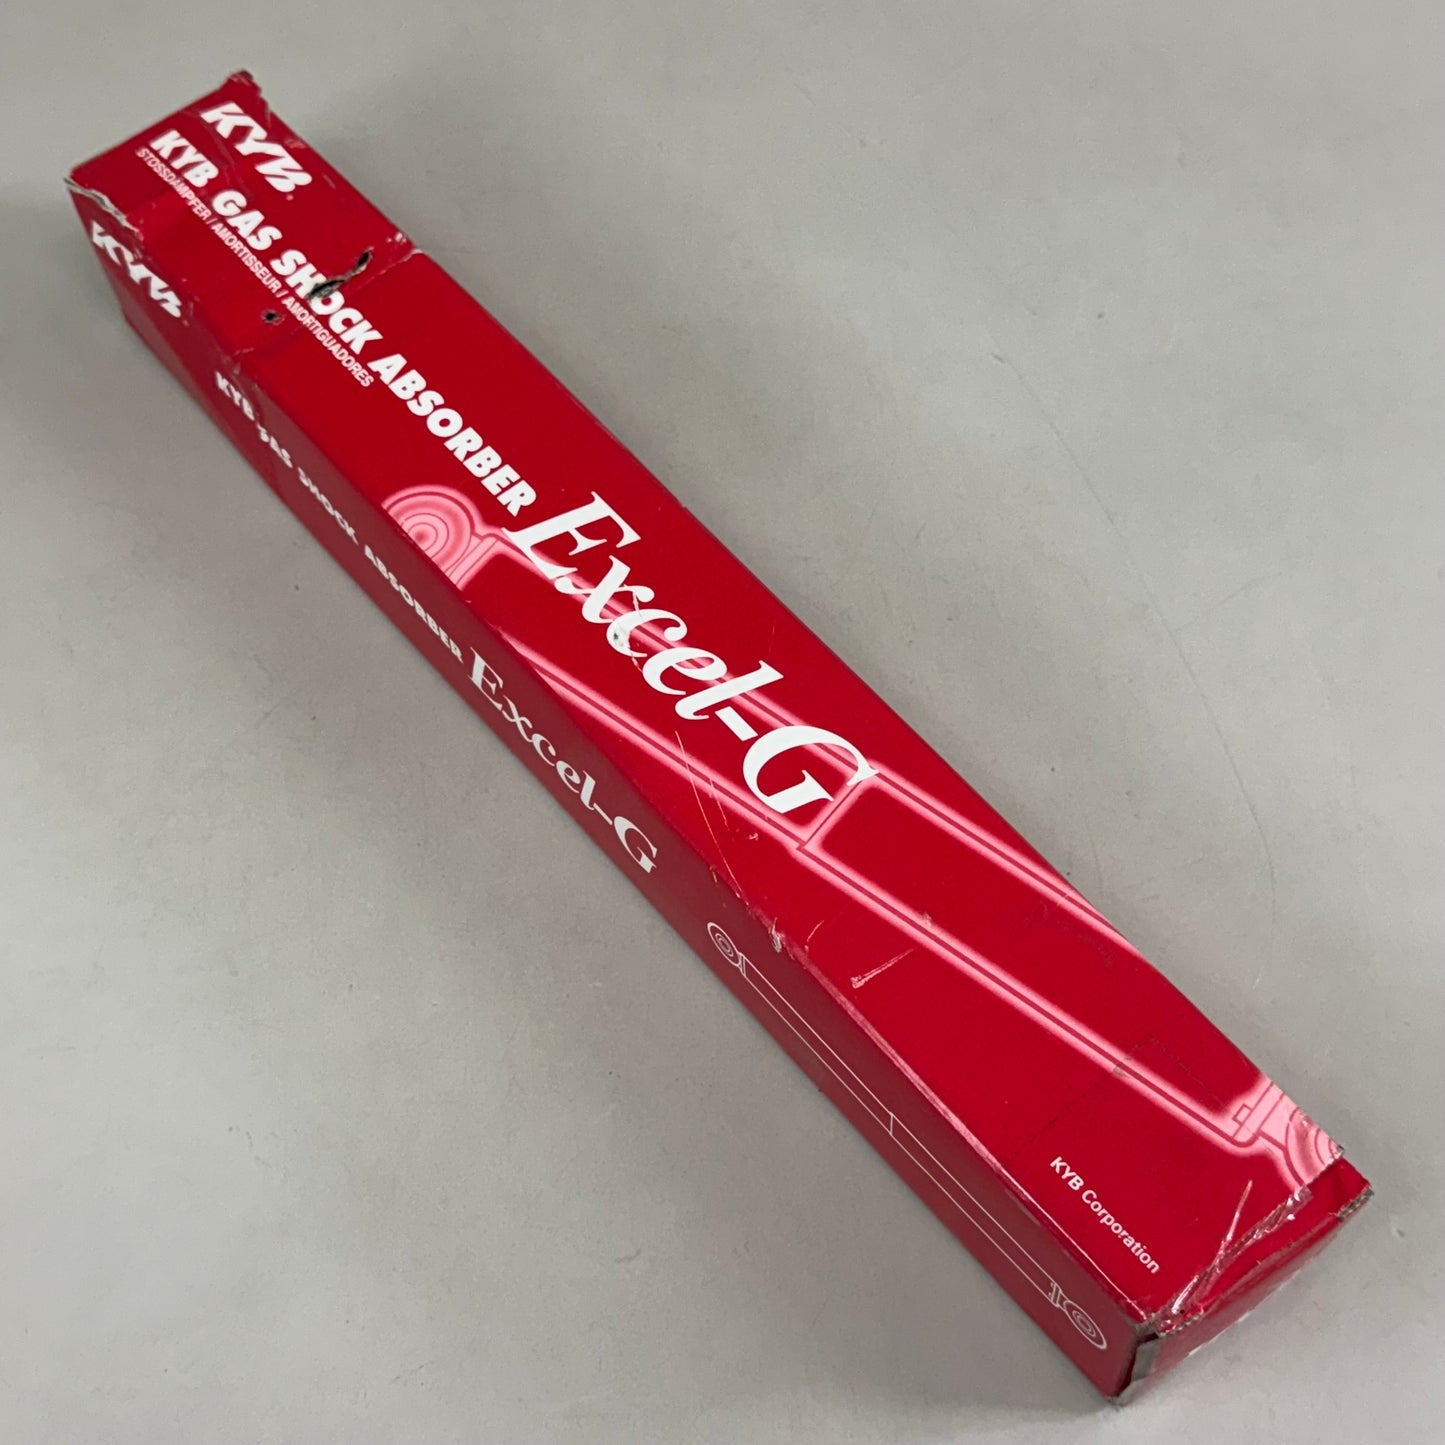 KYB
KYB GAS SHOCK ABSORBER
STOSSDÄMPFER / AMORTISSEUR / AMORTIGUADORES
Excel-G
KYB Corporation
KYB
KYB GAS SHOCK ABSORBER
Excel-G